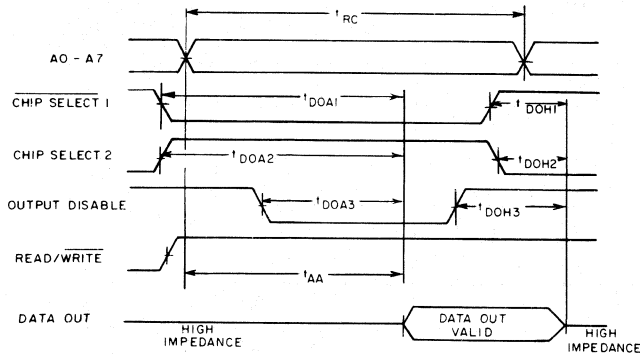 tRC
A0 - A7
CHIP SELECT 1
tDOA1
tDOH1
CHIP SELECT 2
tDOA2
tDOH2
OUTPUT DISABLE
tDOA3
tDOH3
READ/WRITE
tAA
DATA OUT
HIGH
IMPEDANCE
DATA OUT
VALID
HIGH
IMPEDANCE